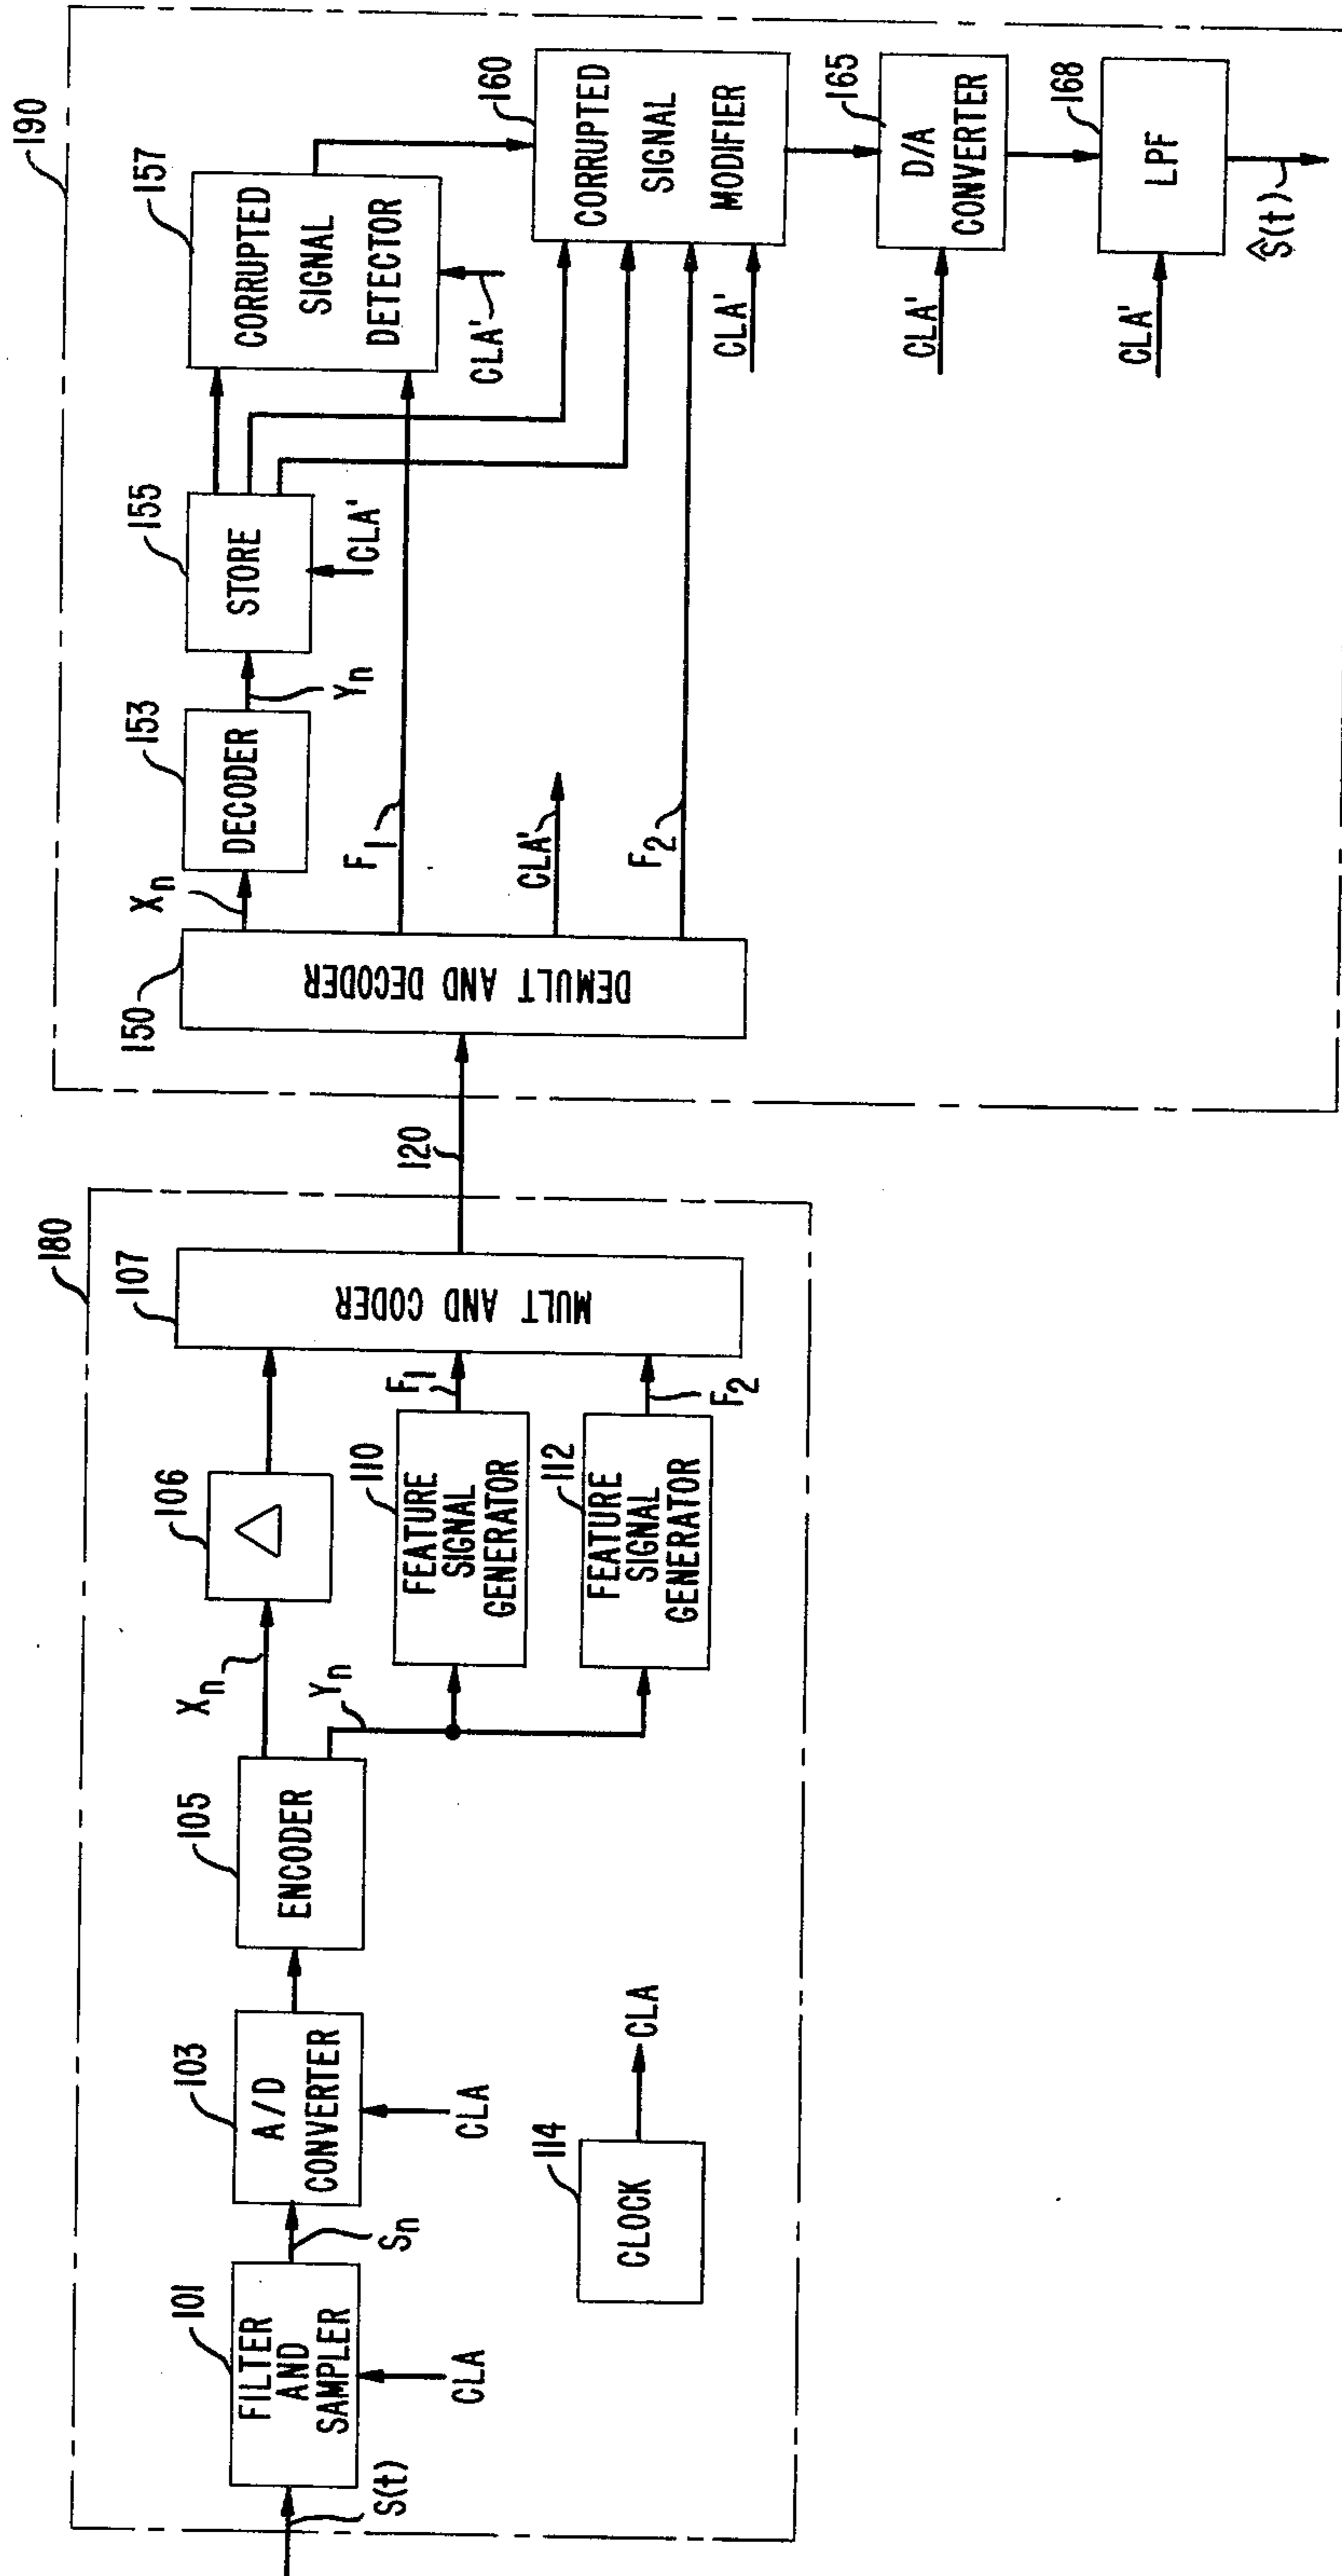 180
S(t)
101
FILTER
AND
SAMPLER
CLA
Sn
103
A/D
CONVERTER
CLA
105
ENCODER
Xn
Yn
106
Δ
110
FEATURE
SIGNAL
GENERATOR
F1
112
FEATURE
SIGNAL
GENERATOR
F2
107
MULT AND CODER
114
CLOCK
CLA
120
190
150
DEMULT AND DECODER
Xn
153
DECODER
Yn
155
STORE
CLA'
F1
CLA'
F2
157
CORRUPTED
SIGNAL
DETECTOR
CLA'
160
CORRUPTED
SIGNAL
MODIFIER
CLA'
165
D/A
CONVERTER
CLA'
168
LPF
CLA'
Ŝ(t)